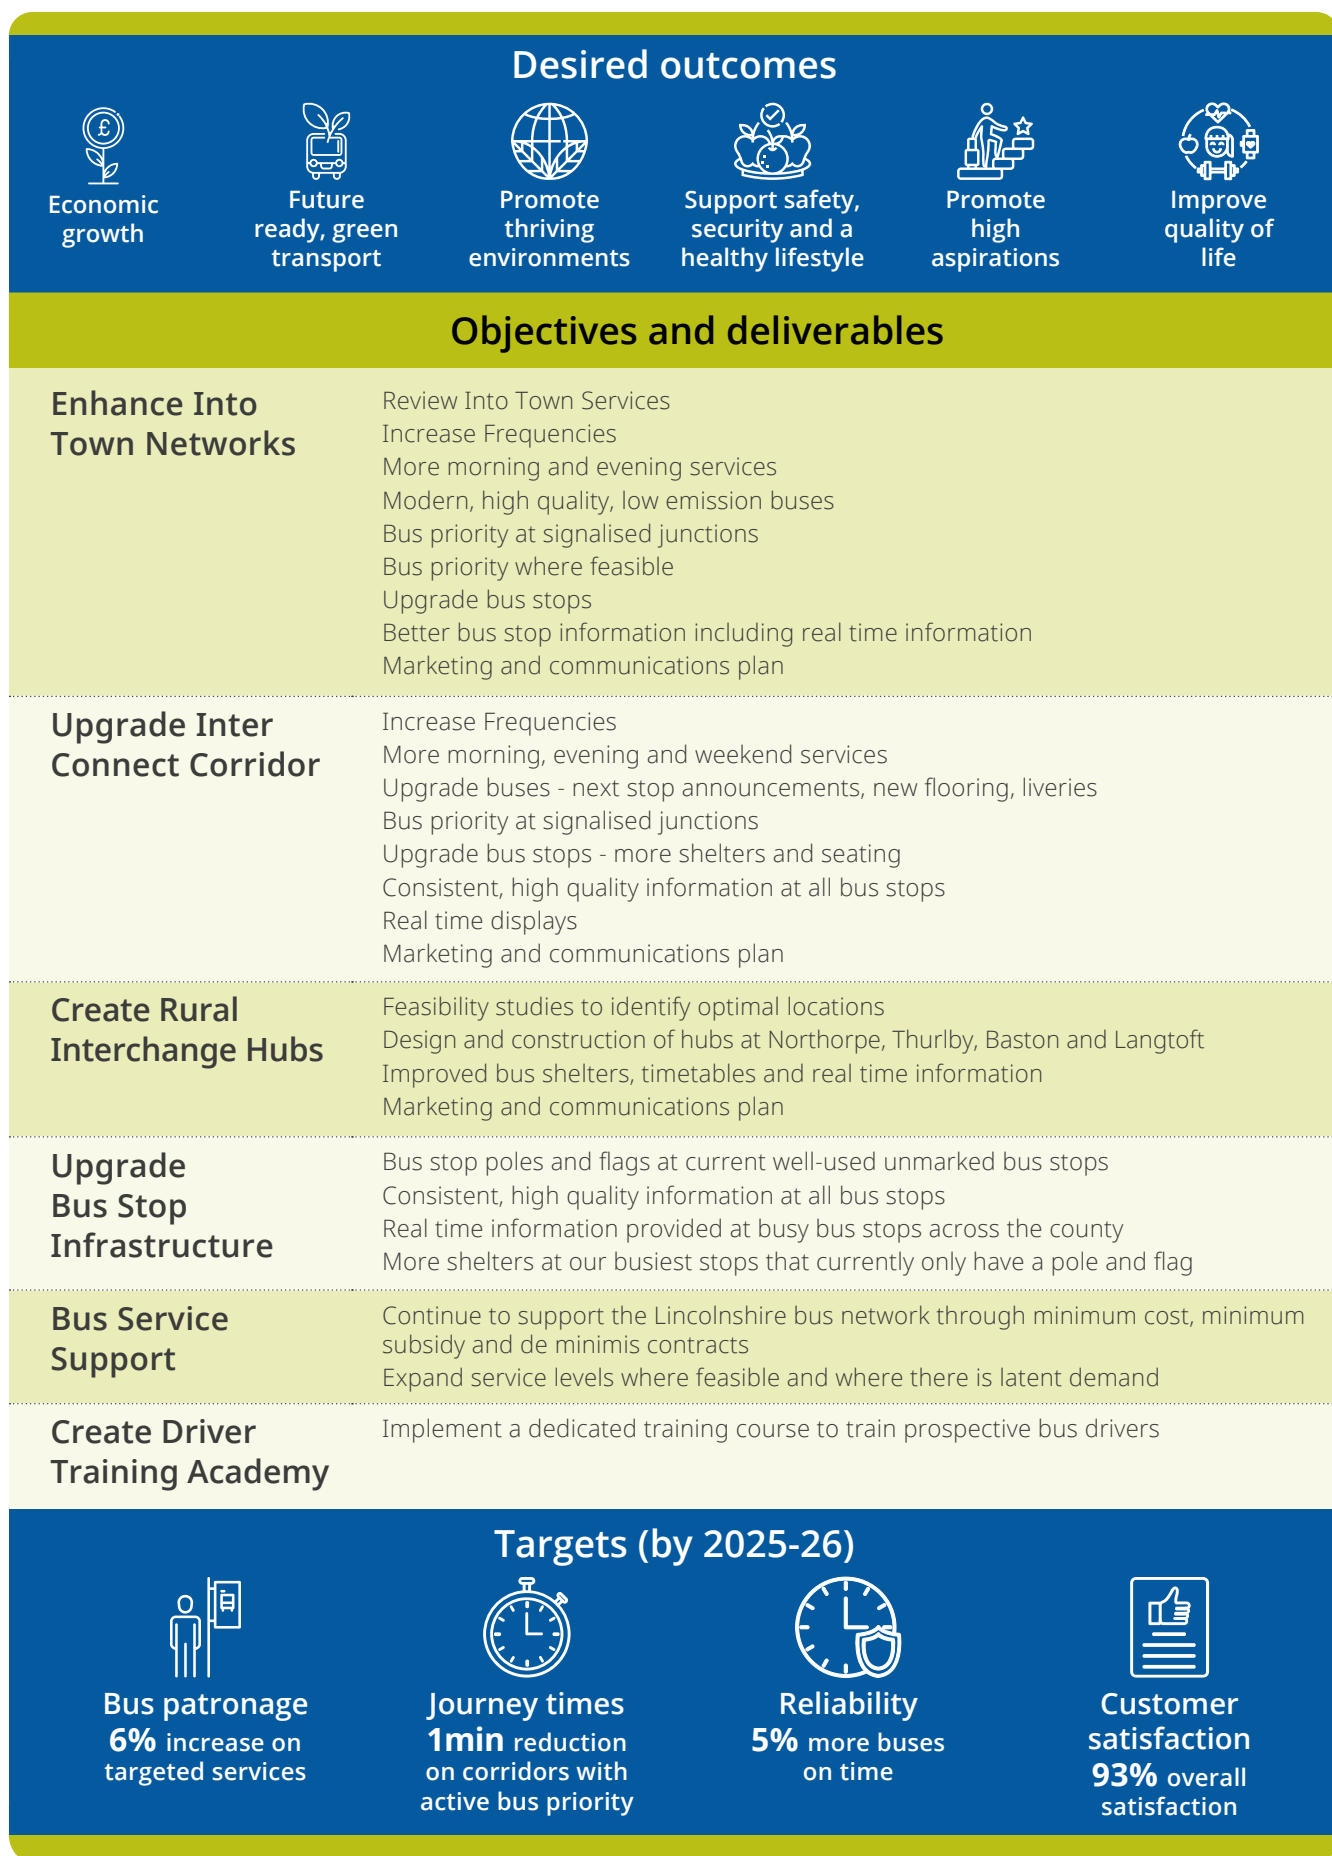 Desired outcomes
£
Economic
growth
Future
ready, green
transport
Promote
thriving
environments
Support safety,
security and a
healthy lifestyle
Promote
high
aspirations
Improve
quality of
life
Objectives and deliverables
Enhance Into
Town Networks
Review Into Town Services
Increase Frequencies
More morning and evening services
Modern, high quality, low emission buses
Bus priority at signalised junctions
Bus priority where feasible
Upgrade bus stops
Better bus stop information including real time information
Marketing and communications plan
Upgrade Inter
Connect Corridor
Increase Frequencies
More morning, evening and weekend services
Upgrade buses - next stop announcements, new flooring, liveries
Bus priority at signalised junctions
Upgrade bus stops - more shelters and seating
Consistent, high quality information at all bus stops
Real time displays
Marketing and communications plan
Create Rural
Interchange Hubs
Feasibility studies to identify optimal locations
Design and construction of hubs at Northorpe, Thurlby, Baston and Langtoft
Improved bus shelters, timetables and real time information
Marketing and communications plan
Upgrade
Bus Stop
Infrastructure
Bus stop poles and flags at current well-used unmarked bus stops
Consistent, high quality information at all bus stops
Real time information provided at busy bus stops across the county
More shelters at our busiest stops that currently only have a pole and flag
Bus Service
Support
Continue to support the Lincolnshire bus network through minimum cost, minimum
subsidy and de minimis contracts
Expand service levels where feasible and where there is latent demand
Create Driver
Training Academy
Implement a dedicated training course to train prospective bus drivers
Targets (by 2025-26)
Bus patronage
6% increase on
targeted services
Journey times
1min reduction
on corridors with
active bus priority
Reliability
5% more buses
on time
Customer
satisfaction
93% overall
satisfaction